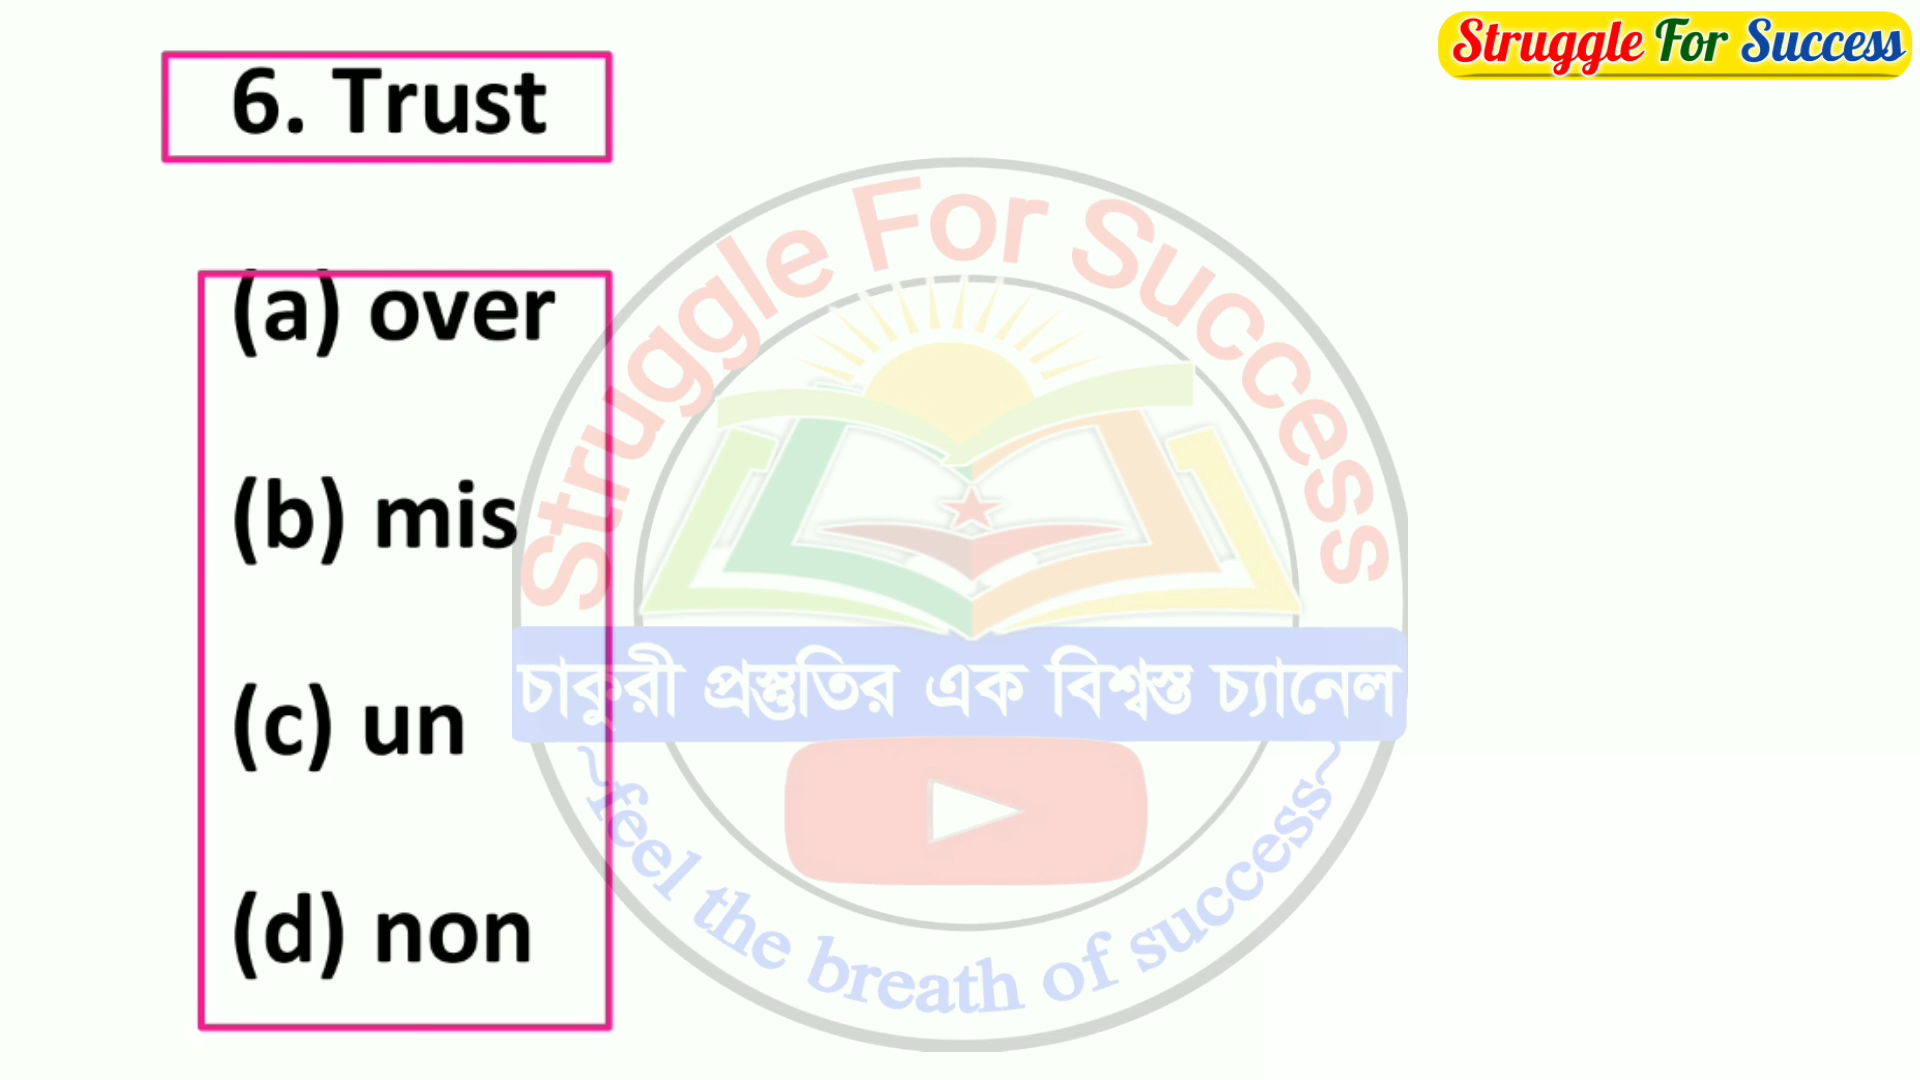 Struggle For Success
6. Trust
(a) over
(b) mis
(c) un
(d) non
Struggle For Success
চাকুরী প্রস্তুতির এক বিশ্বস্ত চ্যানেল
~feel the breath of success~